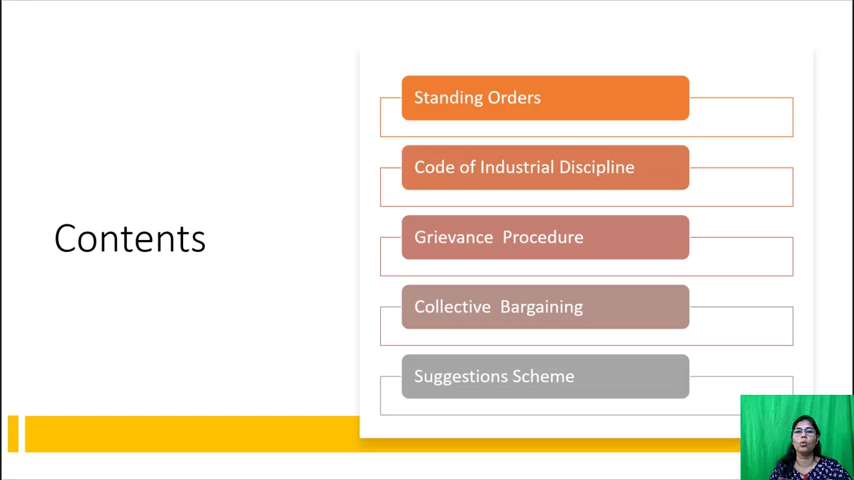 Contents
Standing Orders
Code of Industrial Discipline
Grievance Procedure
Collective Bargaining
Suggestions Scheme